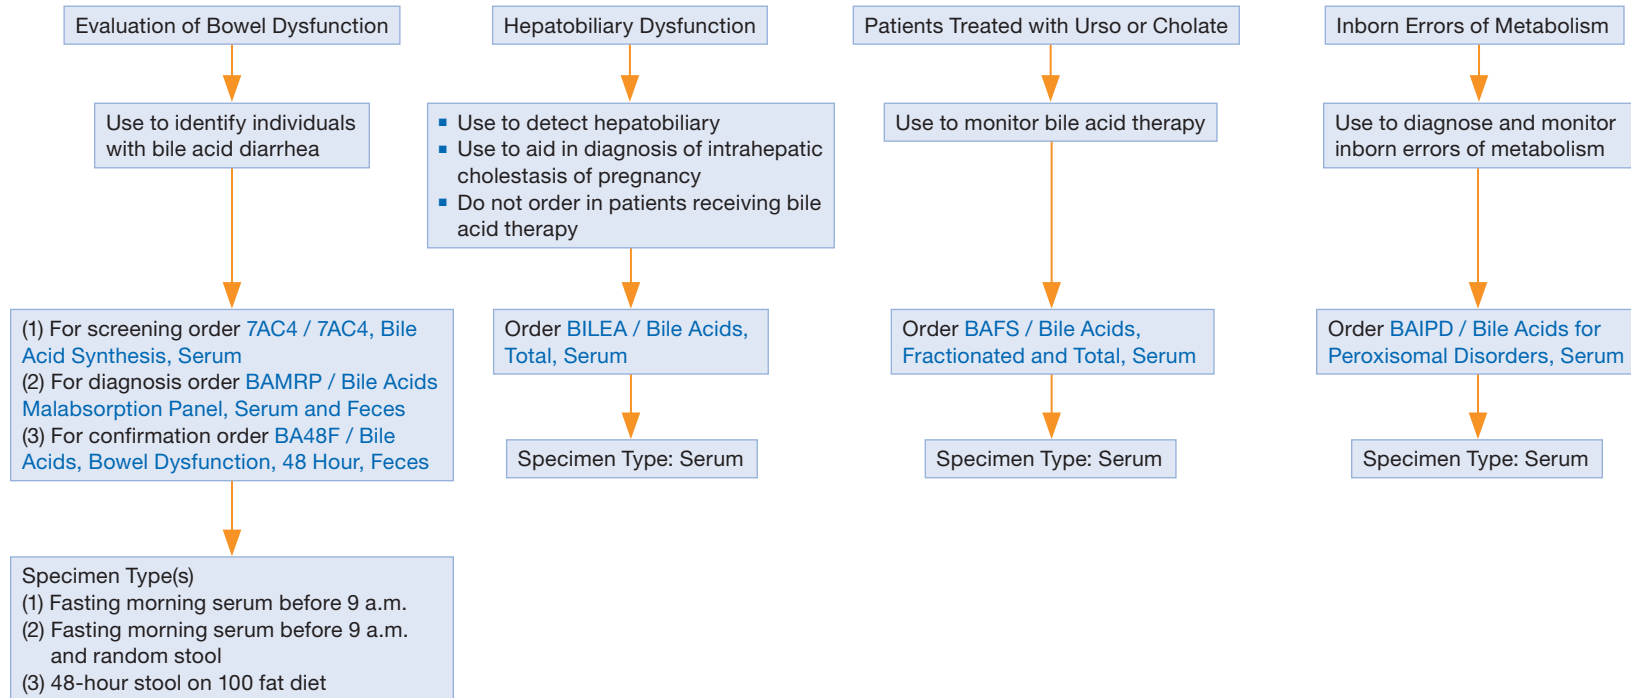 Evaluation of Bowel Dysfunction
Use to identify individuals
with bile acid diarrhea
(1) For screening order 7AC4 / 7AC4, Bile
Acid Synthesis, Serum
(2) For diagnosis order BAMRP / Bile Acids
Malabsorption Panel, Serum and Feces
(3) For confirmation order BA48F / Bile
Acids, Bowel Dysfunction, 48 Hour, Feces
Specimen Type(s)
(1) Fasting morning serum before 9 a.m.
(2) Fasting morning serum before 9 a.m.
and random stool
(3) 48-hour stool on 100 fat diet
Hepatobiliary Dysfunction
▪ Use to detect hepatobiliary
▪ Use to aid in diagnosis of intrahepatic
cholestasis of pregnancy
▪ Do not order in patients receiving bile
acid therapy
Order BILEA / Bile Acids,
Total, Serum
Specimen Type: Serum
Patients Treated with Urso or Cholate
Use to monitor bile acid therapy
Order BAFS / Bile Acids,
Fractionated and Total, Serum
Specimen Type: Serum
Inborn Errors of Metabolism
Use to diagnose and monitor
inborn errors of metabolism
Order BAIPD / Bile Acids for
Peroxisomal Disorders, Serum
Specimen Type: Serum